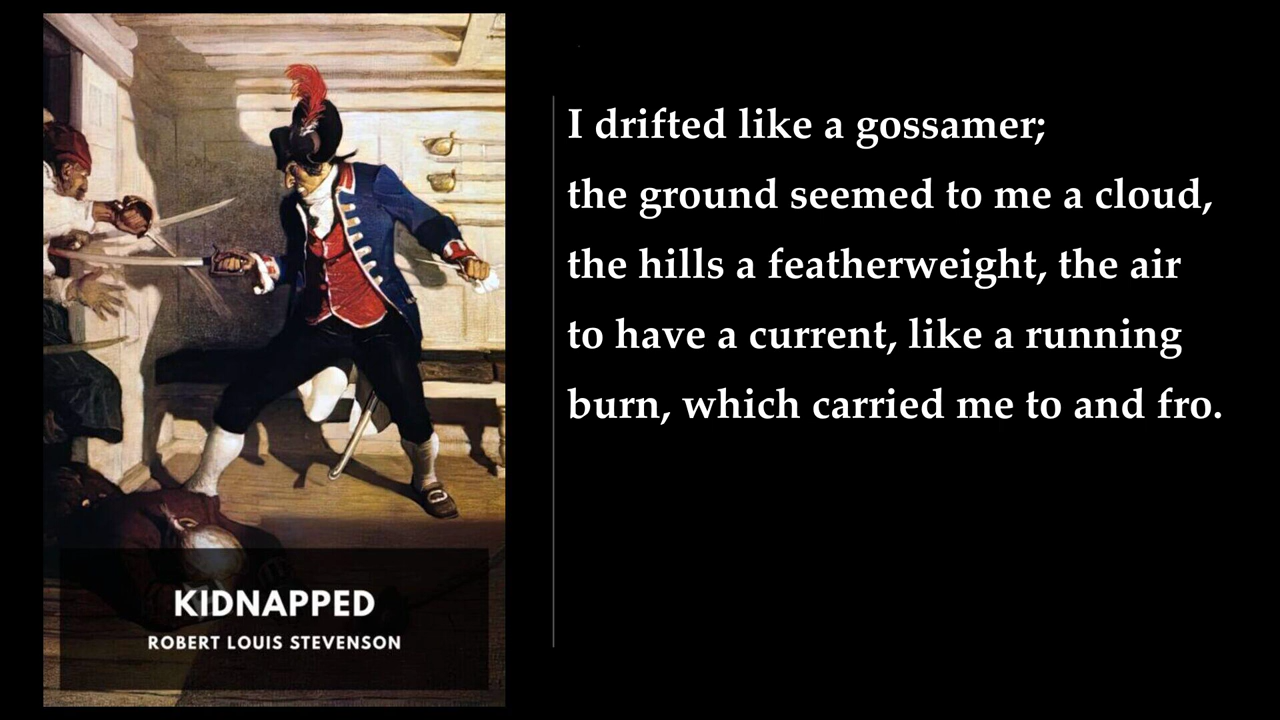 I drifted like a gossamer;
the ground seemed to me a cloud,
the hills a featherweight, the air
to have a current, like a running
burn, which carried me to and fro.
KIDNAPPED
ROBERT LOUIS STEVENSON